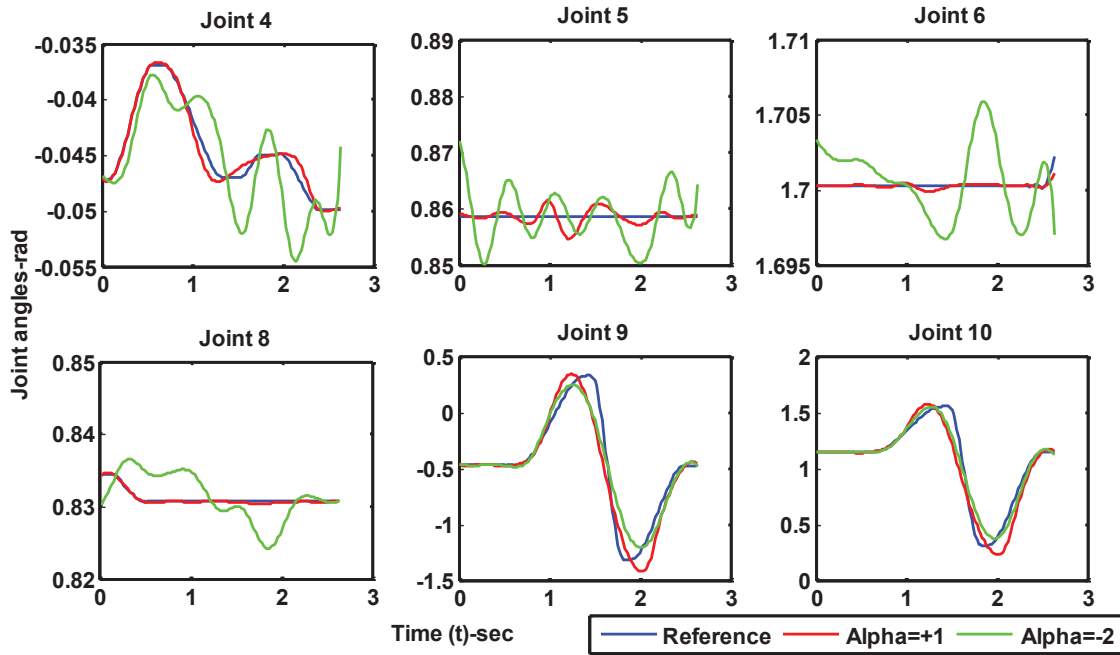 Joint 4
Joint 5
Joint 6
-0.035
-0.04
-0.045
-0.05
-0.055
0 1 2 3
0.89
0.88
0.87
0.86
0.85
0 1 2 3
1.71
1.705
1.7
1.695
0 1 2 3
Joint angles-rad
Joint 8
Joint 9
Joint 10
0.85
0.84
0.83
0.82
0 1 2 3
0.5
0
-0.5
-1
-1.5
0 1 2 3
2
1.5
1
0.5
0
0 1 2 3
Time (t)-sec
Reference Alpha=+1 Alpha=-2